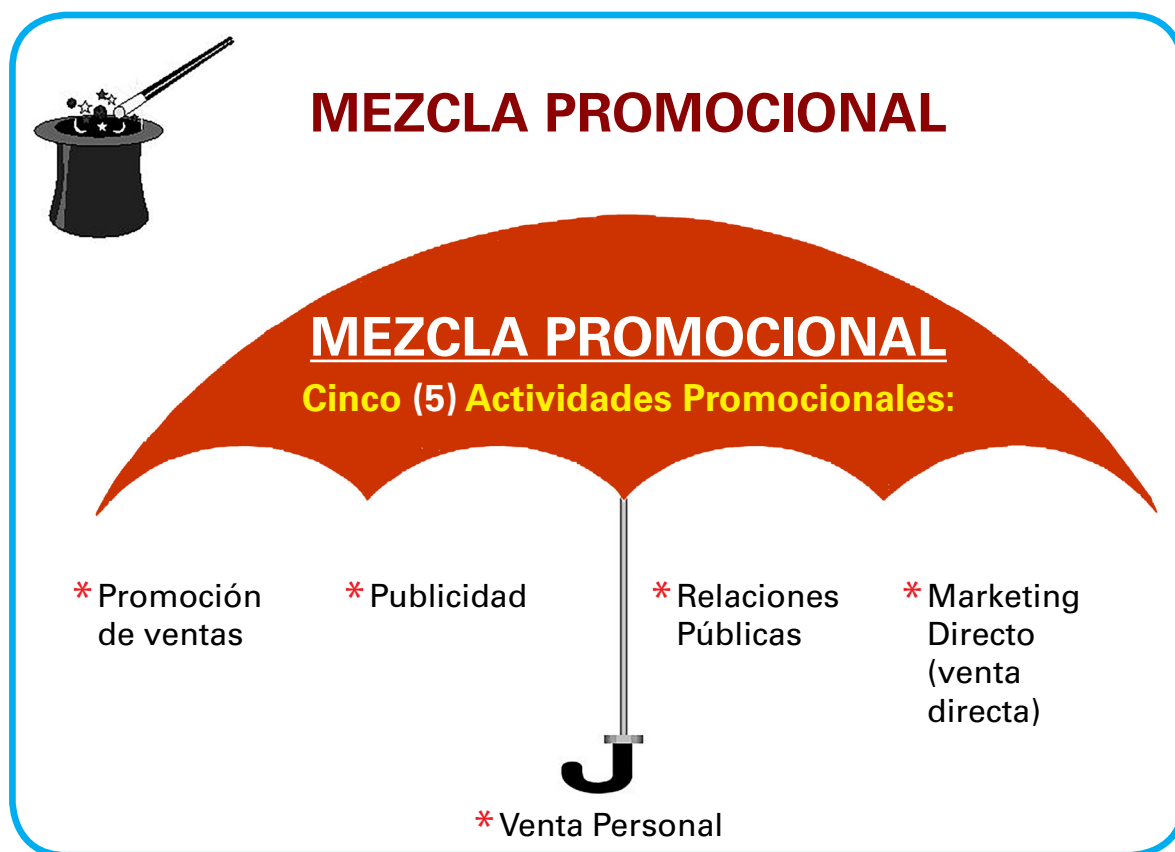 MEZCLA PROMOCIONAL
MEZCLA PROMOCIONAL
Cinco (5) Actividades Promocionales:
* Promoción
de ventas
* Publicidad
* Relaciones
Públicas
* Marketing
Directo
(venta
directa)
* Venta Personal